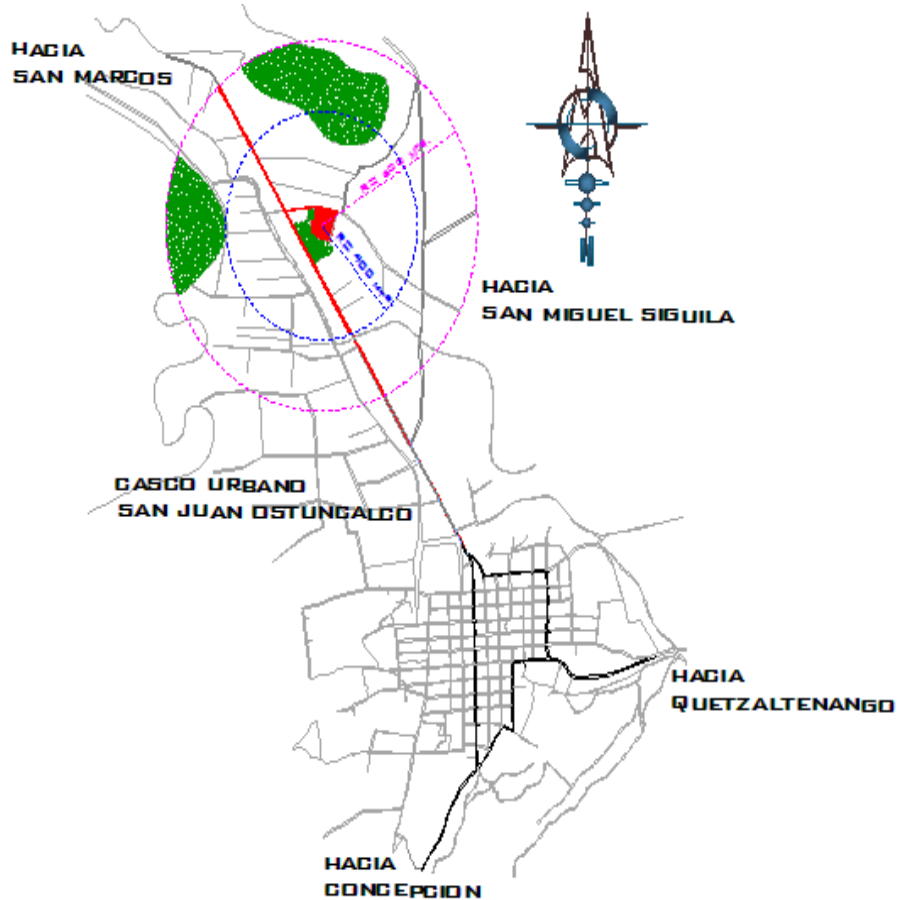 HACIA
SAN MARCOS
N
HACIA
SAN MIGUEL SIGUILA
CASCO URBANO
SAN JUAN OSTUNCALCO
HACIA
QUETZALTENANGO
HACIA
CONCEPCION